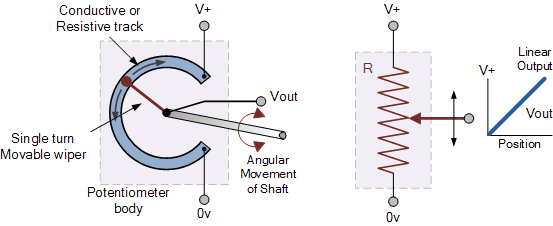 Conductive or
Resistive track
V+
Vout
Single turn
Movable wiper
Angular
Movement
of Shaft
Potentiometer
body
0v
V+
R
0v
Linear
Output
V+
Vout
Position